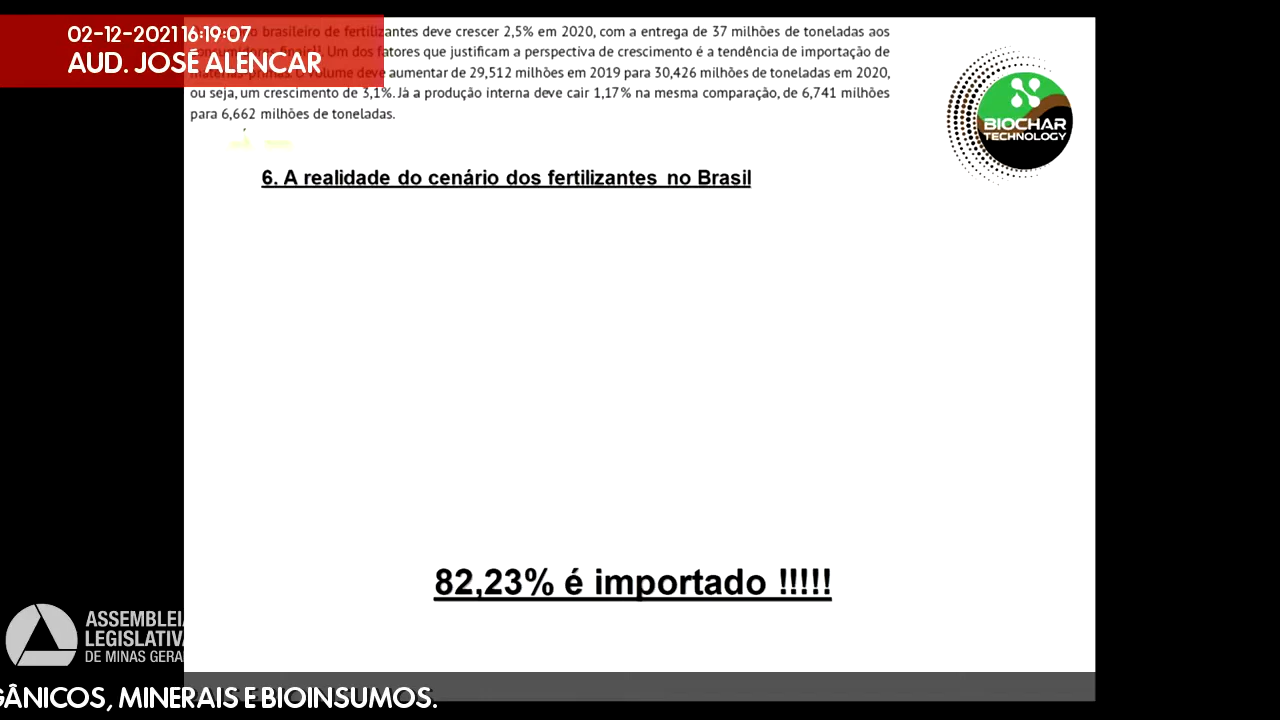 02-12-2021 16:19:07
AUD. JOSÉ ALENCAR
brasileiro de fertilizantes deve crescer 2,5% em 2020, com a entrega de 37 milhões de toneladas aos
consumidores finais. Um dos fatores que justificam a perspectiva de crescimento é a tendência de importação de
matérias-primas. O volume deve aumentar de 29,512 milhões em 2019 para 30,426 milhões de toneladas em 2020,
ou seja, um crescimento de 3,1%. Já a produção interna deve cair 1,17% na mesma comparação, de 6,741 milhões
para 6,662 milhões de toneladas.
BIOCHAR
TECHNOLOGY
6. A realidade do cenário dos fertilizantes no Brasil
82,23% é importado !!!!!
ASSEMBLEIA
LEGISLATIVA
DE MINAS GERA
GÂNICOS, MINERAIS E BIOINSUMOS.